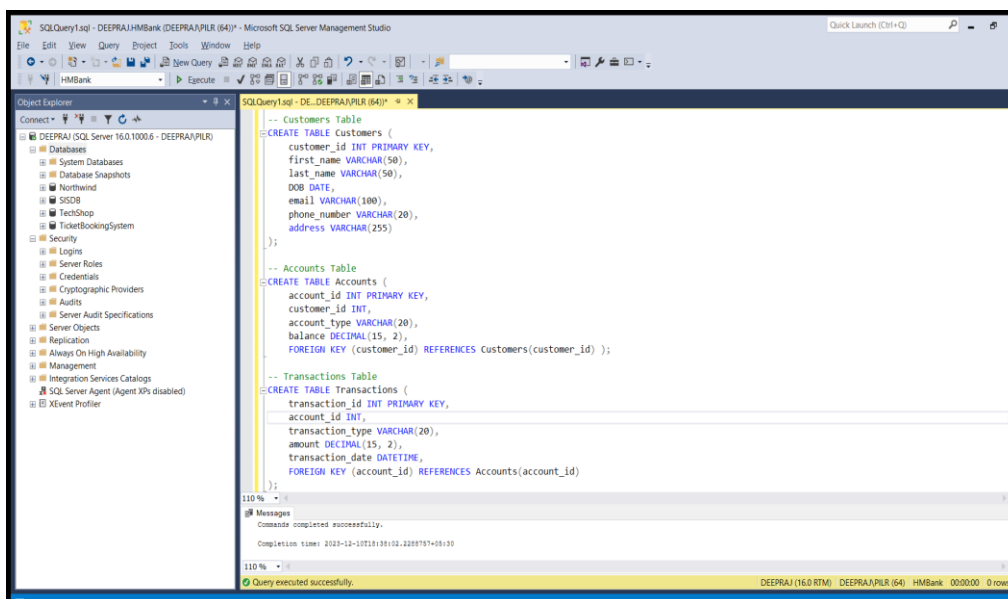 SQLQuery1.sql - DEEPRAJ.HMBank (DEEPRAJ\PILR (64))* - Microsoft SQL Server Management Studio
Quick Launch (Ctrl+Q)
File Edit View Query Project Tools Window Help
New Query
HMBank
Execute
Object Explorer
SQLQuery1.sql - DE...DEEPRAJ\PILR (64))*
Connect
DEEPRAJ (SQL Server 16.0.1000.6 - DEEPRAJ\PILR)
Databases
System Databases
Database Snapshots
Northwind
SISDB
TechShop
TicketBookingSystem
Security
Logins
Server Roles
Credentials
Cryptographic Providers
Audits
Server Audit Specifications
Server Objects
Replication
Always On High Availability
Management
Integration Services Catalogs
SQL Server Agent (Agent XPs disabled)
XEvent Profiler
-- Customers Table
CREATE TABLE Customers (
customer_id INT PRIMARY KEY,
first_name VARCHAR(50),
last_name VARCHAR(50),
DOB DATE,
email VARCHAR(100),
phone_number VARCHAR(20),
address VARCHAR(255)
);
-- Accounts Table
CREATE TABLE Accounts (
account_id INT PRIMARY KEY,
customer_id INT,
account_type VARCHAR(20),
balance DECIMAL(15, 2),
FOREIGN KEY (customer_id) REFERENCES Customers(customer_id) );
-- Transactions Table
CREATE TABLE Transactions (
transaction_id INT PRIMARY KEY,
account_id INT,
transaction_type VARCHAR(20),
amount DECIMAL(15, 2),
transaction_date DATETIME,
FOREIGN KEY (account_id) REFERENCES Accounts(account_id)
);
110 %
Messages
Commands completed successfully.
Completion time: 2023-12-10T18:38:02.2288757+05:30
110 %
Query executed successfully.
DEEPRAJ (16.0 RTM) DEEPRAJ\PILR (64) HMBank 00:00:00 0 rows